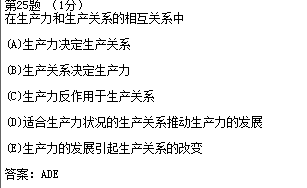 第25题 （1分）
在生产力和生产关系的相互关系中
(A)生产力决定生产关系
(B)生产关系决定生产力
(C)生产力反作用于生产关系
(D)适合生产力状况的生产关系推动生产力的发展
(E)生产力的发展引起生产关系的改变
答案：ADE